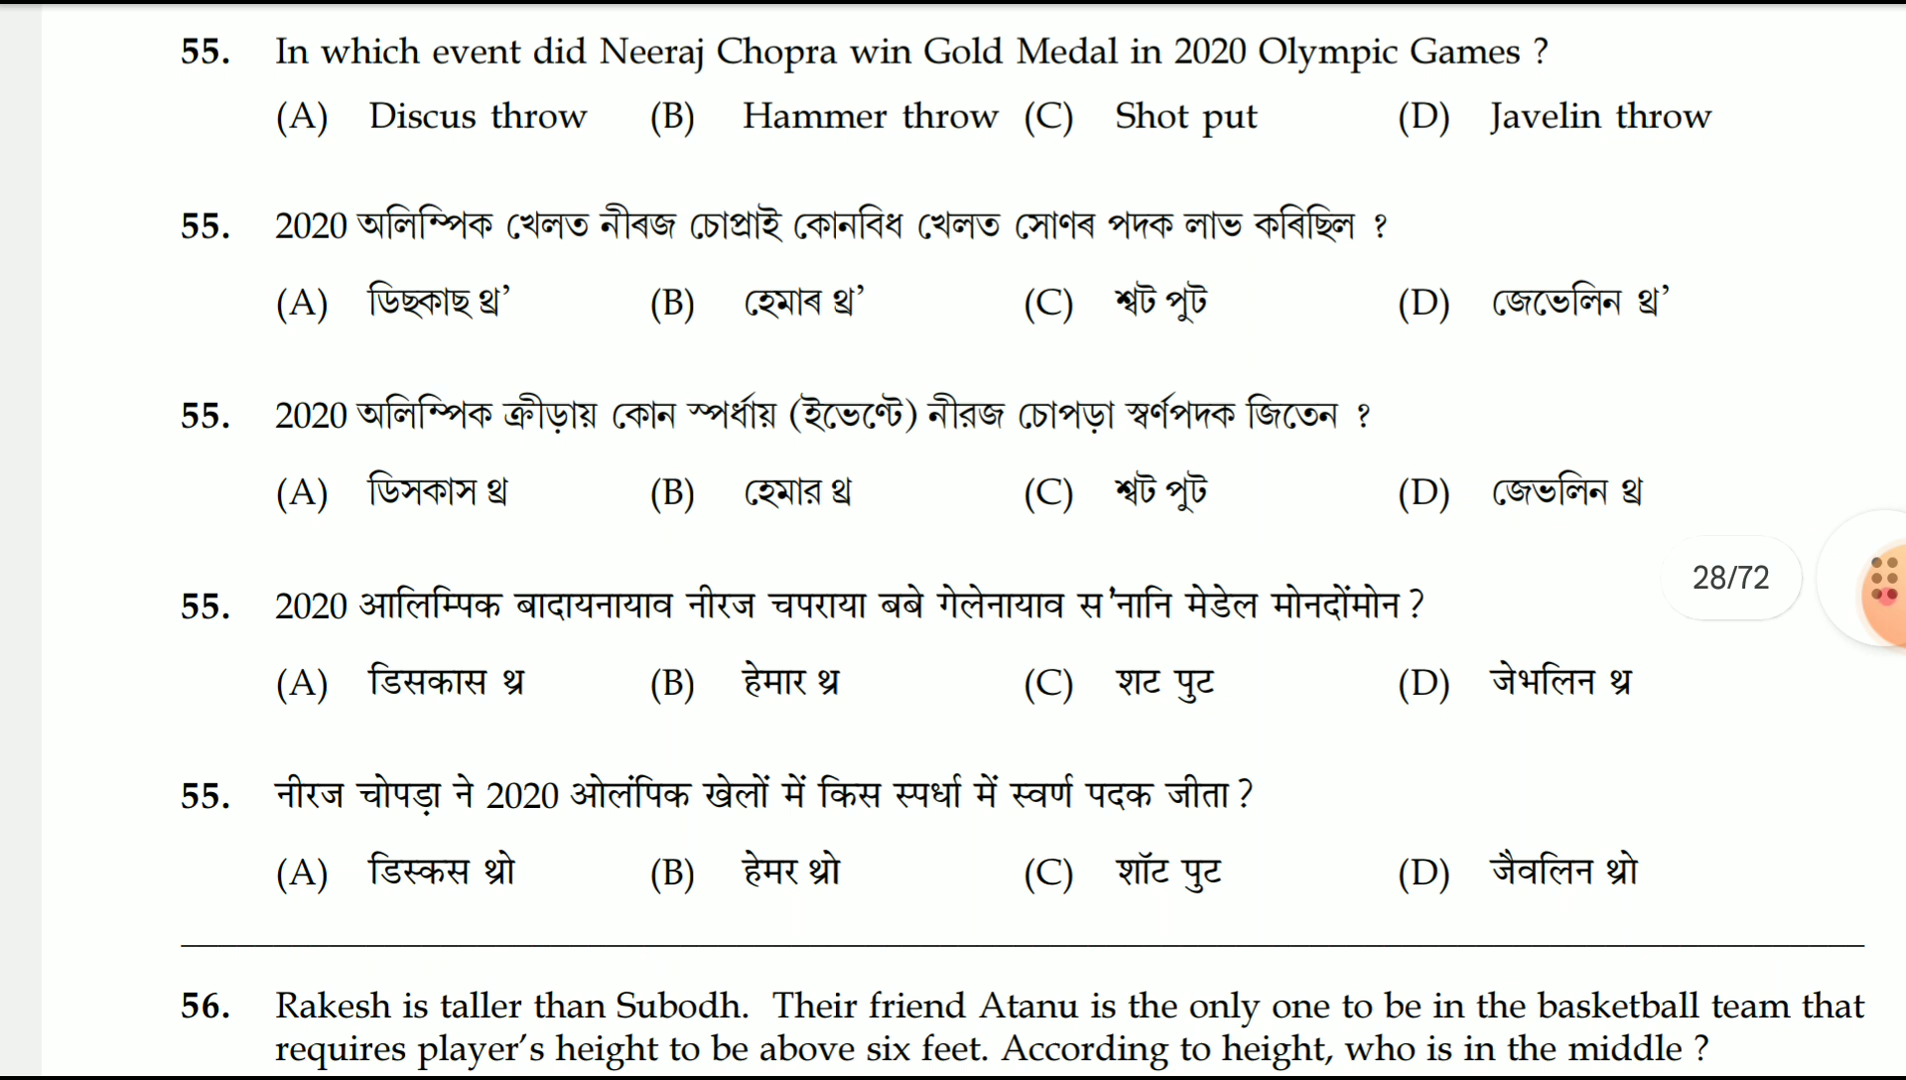 55. In which event did Neeraj Chopra win Gold Medal in 2020 Olympic Games ?
(A) Discus throw (B) Hammer throw (C) Shot put (D) Javelin throw
55. 2020 অলিম্পিক খেলত নীৰজ চোপ্ৰাই কোনবিধ খেলত সোণৰ পদক লাভ কৰিছিল ?
(A) ডিছকাছ থ্ৰ’ (B) হেমাৰ থ্ৰ’ (C) শ্বট পুট (D) জেভেলিন থ্ৰ’
55. 2020 অলিম্পিক ক্রীড়ায় কোন স্পর্ধায় (ইভেণ্টে) নীরজ চোপড়া স্বর্ণপদক জিতেন ?
(A) ডিসকাস থ্র (B) হেমার থ্র (C) শ্বট পুট (D) জেভলিন থ্র
55. 2020 आलिम्पिक बादायनायाव नीरज चपराया बबे गेलेनायाव स'नानि मेडेल मोनदोंमोन ?
(A) डिसकास थ्र (B) हेमार थ्र (C) शट पुट (D) जेभलिन थ्र
28/72
55. नीरज चोपड़ा ने 2020 ओलंपिक खेलों में किस स्पर्धा में स्वर्ण पदक जीता ?
(A) डिस्कस थ्रो (B) हेमर थ्रो (C) शॉट पुट (D) जैवलिन थ्रो
56. Rakesh is taller than Subodh. Their friend Atanu is the only one to be in the basketball team that
requires player's height to be above six feet. According to height, who is in the middle ?